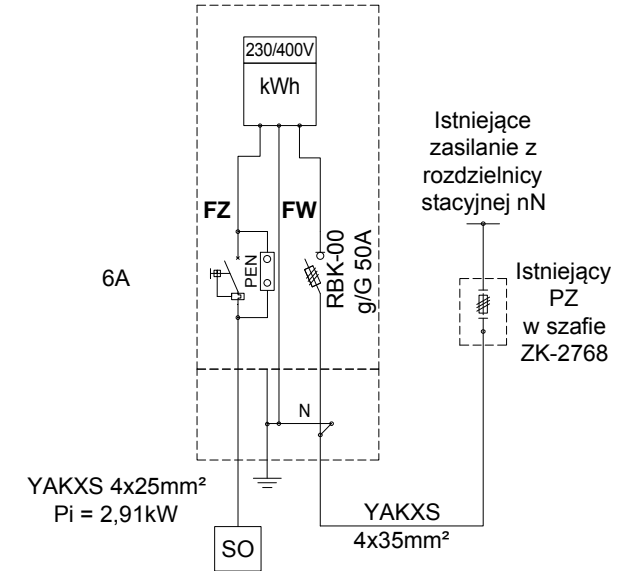 230/400V
kWh
Istniejące
zasilanie z
rozdzielnicy
stacyjnej nN
FZ
FW
PEN
RBK-00
g/G 50A
6A
Istniejący
PZ
w szafie
ZK-2768
N
YAKXS 4x25mm²
Pi = 2,91kW
SO
YAKXS
4x35mm²